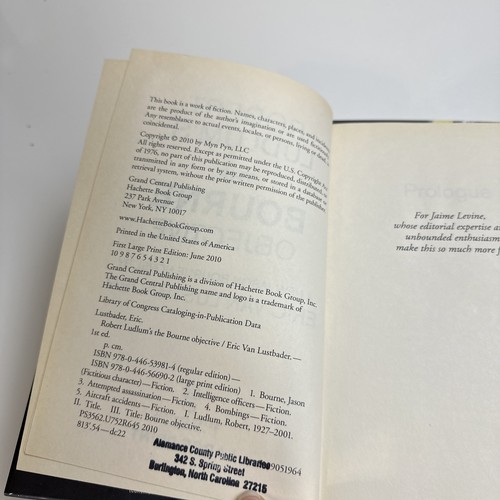 This book is a work of fiction. Names, characters, places, and incidents
are the product of the author's imagination or are used fictitiously.
Any resemblance to actual events, locales, or persons, living or dead, is
coincidental.
Copyright © 2010 by Myn Pyn, LLC
All rights reserved. Except as permitted under the U.S. Copyright Act
of 1976, no part of this publication may be reproduced, distributed, or
transmitted in any form or by any means, or stored in a database or
retrieval system, without the prior written permission of the publisher.
Grand Central Publishing
Hachette Book Group
237 Park Avenue
New York, NY 10017
www.HachetteBookGroup.com
Printed in the United States of America
First Large Print Edition: June 2010
10 9 8 7 6 5 4 3 2 1
Grand Central Publishing is a division of Hachette Book Group, Inc.
The Grand Central Publishing name and logo is a trademark of
Hachette Book Group, Inc.
Library of Congress Cataloging-in-Publication Data
Lustbader, Eric.
Robert Ludlum's the Bourne objective / Eric Van Lustbader.—
1st ed.
p. cm.
ISBN 978-0-446-53981-4 (regular edition)—
ISBN 978-0-446-56690-2 (large print edition) 1. Bourne, Jason
(Fictitious character)—Fiction. 2. Intelligence officers—Fiction.
3. Attempted assassination—Fiction. 4. Bombings—Fiction.
5. Aircraft accidents—Fiction. I. Ludlum, Robert, 1927–2001.
II. Title. III. Title: Bourne objective.
PS3562.U752R645 2010
813'.54—dc22
9051964
Alamance County Public Libraries
342 S. Spring Street
Burlington, North Carolina 27215
Prologue
For Jaime Levine,
whose editorial expertise a
unbounded enthusiasm
make this so much more f